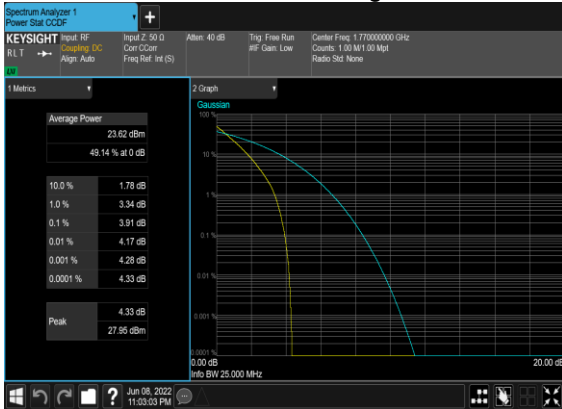 Spectrum Analyzer 1
Power Stat CCDF
+
KEYSIGHT
RLT
Input: RF
Coupling: DC
Align: Auto
Input Z: 50 Ω
Corr CCorr
Freq Ref: Int (S)
Atten: 40 dB
Trig: Free Run
#IF Gain: Low
Center Freq: 1.770000000 GHz
Counts: 1.00 M/1.00 Mpt
Radio Std: None
1 Metrics
Average Power
23.62 dBm
49.14 % at 0 dB
10.0 % 1.78 dB
1.0 % 3.34 dB
0.1 % 3.91 dB
0.01 % 4.17 dB
0.001 % 4.28 dB
0.0001 % 4.33 dB
Peak
4.33 dB
27.95 dBm
2 Graph
Gaussian
100 %
10 %
1 %
0.1 %
0.01 %
0.001 %
0.0001 %
0.00 dB
20.00 dB
Info BW 25.000 MHz
?
Jun 08, 2022
11:03:03 PM